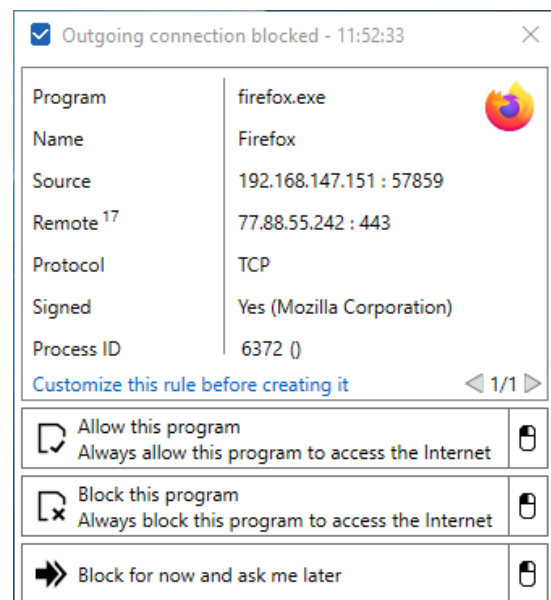 Outgoing connection blocked - 11:52:33
Program firefox.exe
Name Firefox
Source 192.168.147.151 : 57859
Remote 17 77.88.55.242 : 443
Protocol TCP
Signed Yes (Mozilla Corporation)
Process ID 6372 ()
Customize this rule before creating it 1/1
Allow this program
Always allow this program to access the Internet
Block this program
Always block this program to access the Internet
Block for now and ask me later